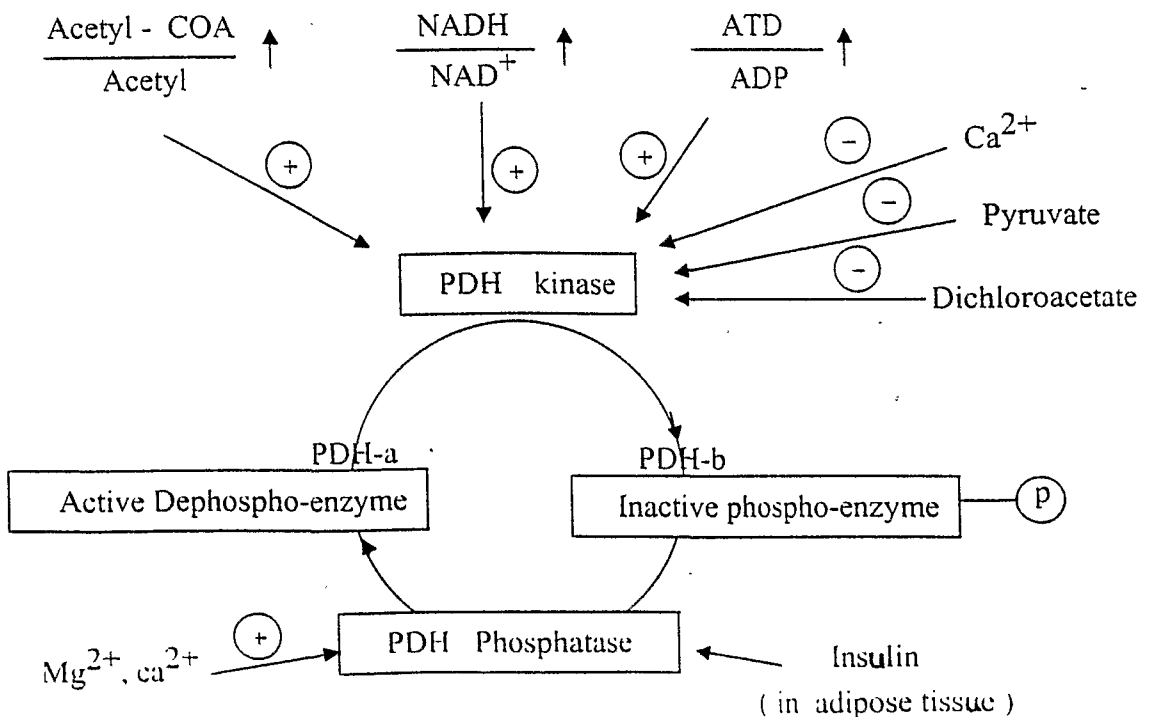 Acetyl - COA
Acetyl
NADH
NAD+
ATD
ADP
+
+
+
−
Ca2+
−
Pyruvate
−
Dichloroacetate
PDH kinase
PDH-a
PDH-b
Active Dephospho-enzyme
Inactive phospho-enzyme
p
+
Mg2+, ca2+
PDH Phosphatase
Insulin
( in adipose tissue )